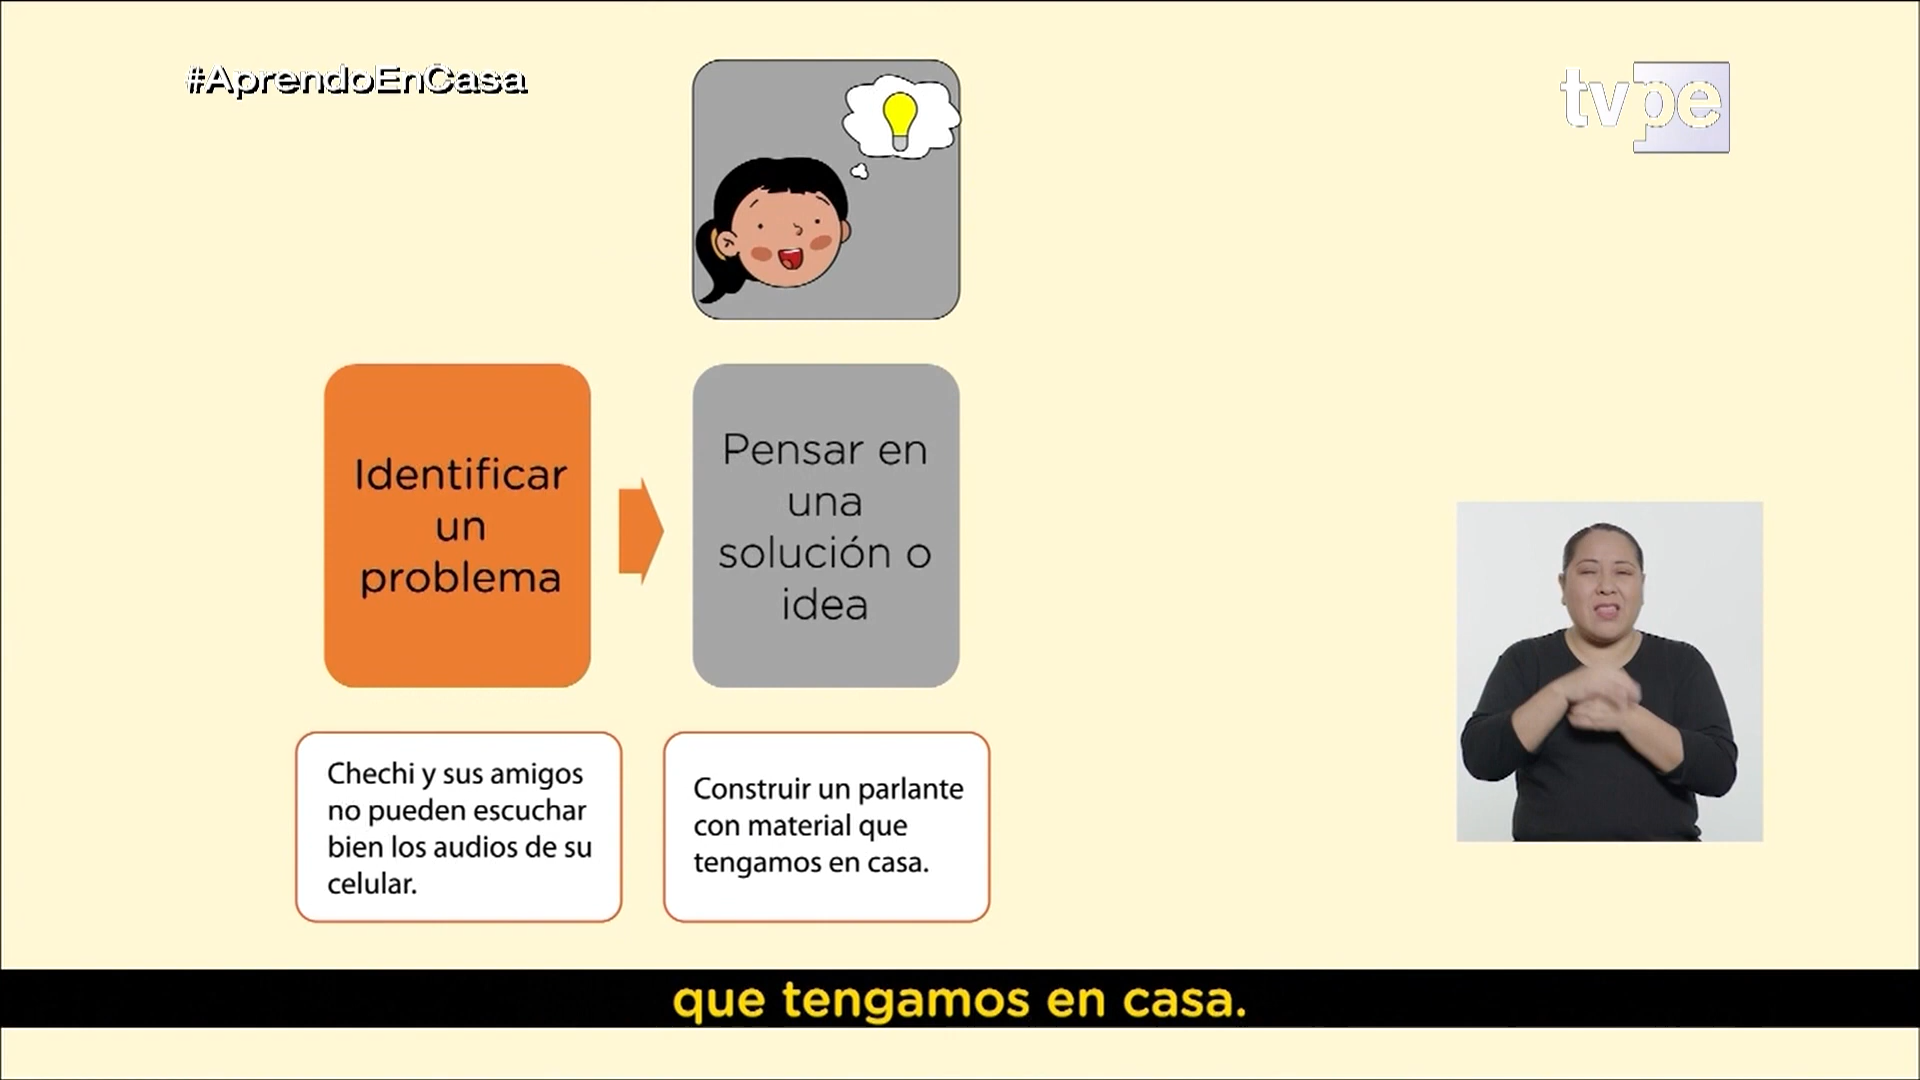 #AprendoEnCasa
tvpe
Identificar
un
problema
Pensar en
una
solución o
idea
Chechi y sus amigos
no pueden escuchar
bien los audios de su
celular.
Construir un parlante
con material que
tengamos en casa.
que tengamos en casa.